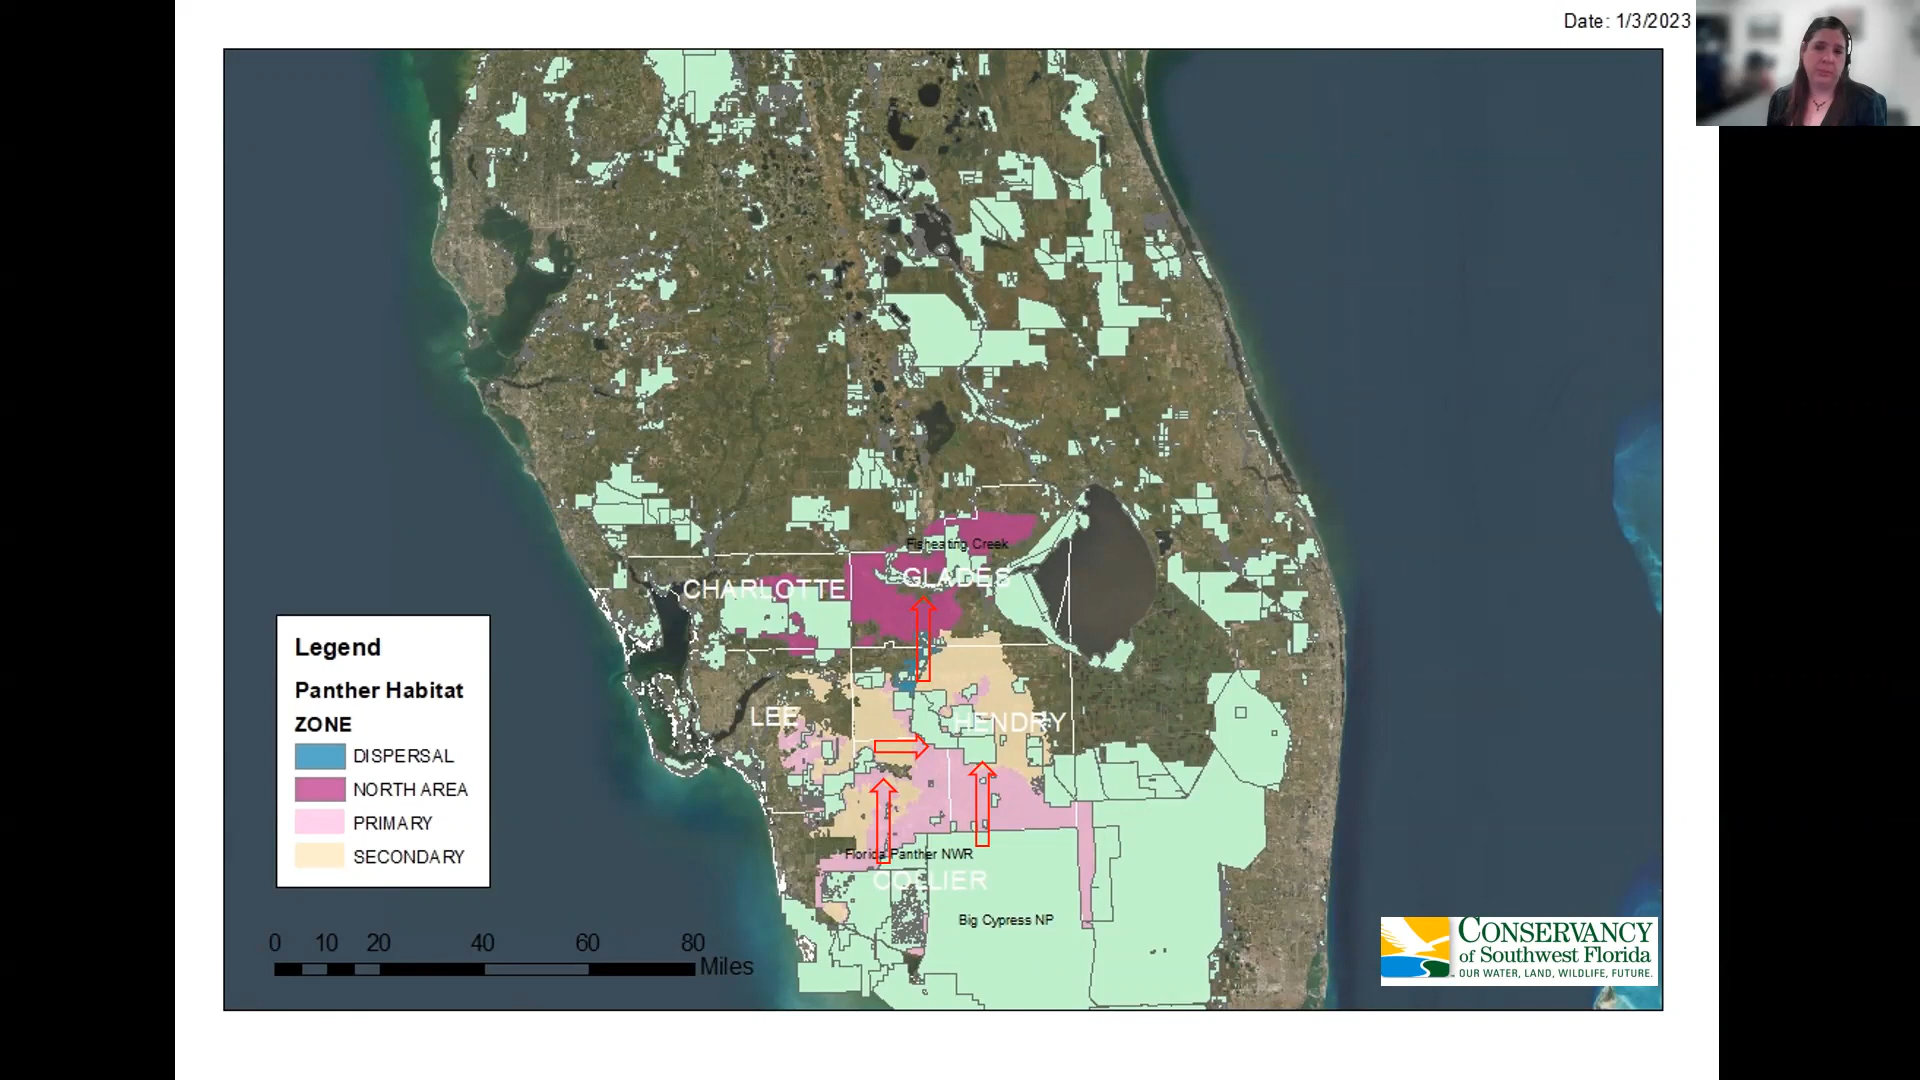 Date: 1/3/2023
Fisheating Creek
CHARLOTTE
GLADES
LEE
HENDRY
Florida Panther NWR
COLLIER
Big Cypress NP
Legend
Panther Habitat
ZONE
DISPERSAL
NORTH AREA
PRIMARY
SECONDARY
0 10 20 40 60 80
Miles
CONSERVANCY
of Southwest Florida
OUR WATER, LAND, WILDLIFE, FUTURE.